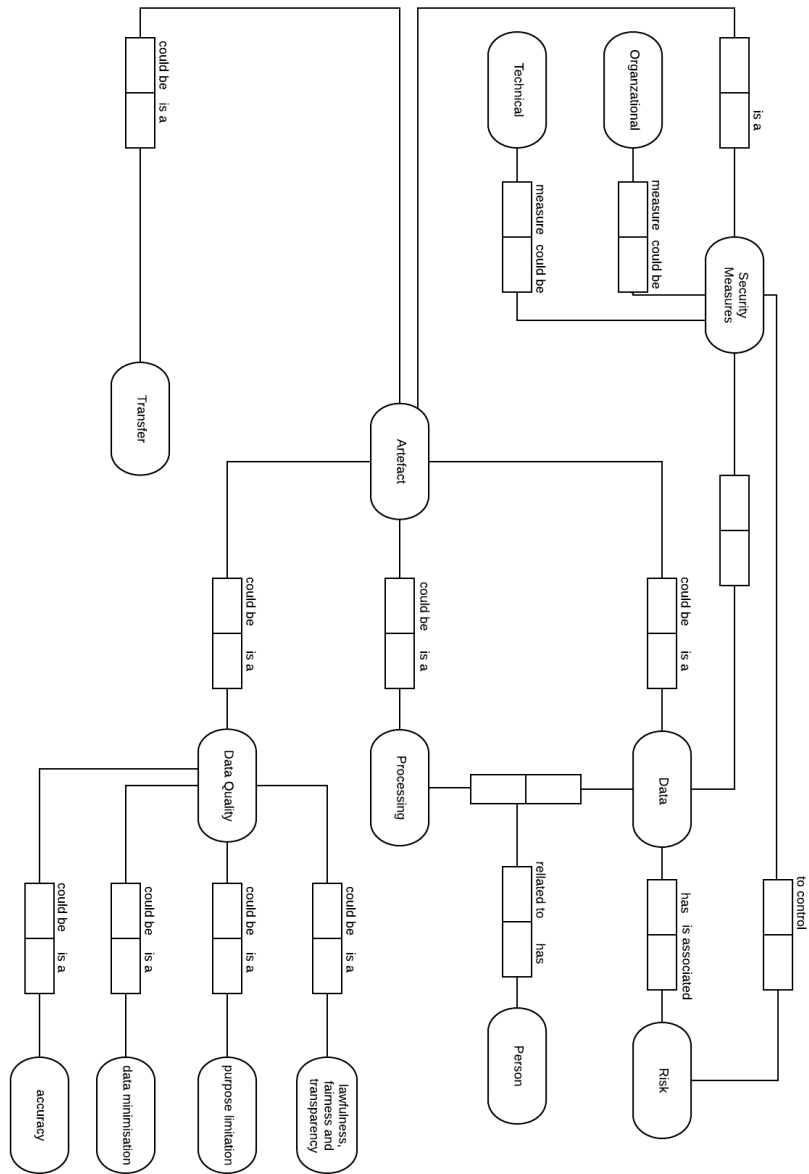 to control
is a
Security
Measures
has is associated
Risk
could be is a
Data
measure could be
Organzational
measure could be
Technical
rellated to has
Person
could be is a
Processing
Artefact
could be is a
lawfulness,
fairness and
transparency
could be is a
Data Quality
could be is a
purpose limitation
could be is a
Transfer
could be is a
data minimisation
could be is a
accuracy